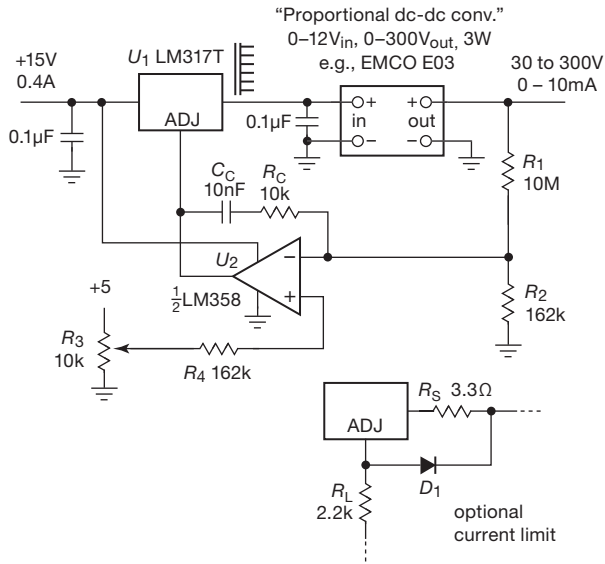 “Proportional dc-dc conv.”
0–12Vin, 0–300Vout, 3W
e.g., EMCO E03
+15V
0.4A
U1 LM317T
30 to 300V
0 – 10mA
ADJ
0.1µF
0.1µF
+
in
–
+
out
–
R1
10M
CC
10nF
RC
10k
U2
–
+
½LM358
R2
162k
+5
R3
10k
R4 162k
ADJ
RS 3.3Ω
D1
RL
2.2k
optional
current limit